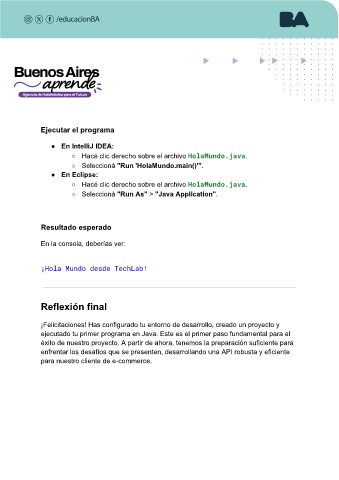 /educacionBA
BA
Buenos Aires
aprende
Agencia de Habilidades para el Futuro
Ejecutar el programa
● En IntelliJ IDEA:
○ Hacé clic derecho sobre el archivo HolaMundo.java.
○ Seleccioná "Run 'HolaMundo.main()'".
● En Eclipse:
○ Hacé clic derecho sobre el archivo HolaMundo.java.
○ Seleccioná "Run As" > "Java Application".
Resultado esperado
En la consola, deberías ver:
¡Hola Mundo desde TechLab!
Reflexión final
¡Felicitaciones! Has configurado tu entorno de desarrollo, creado un proyecto y
ejecutado tu primer programa en Java. Este es el primer paso fundamental para el
éxito de nuestro proyecto. A partir de ahora, tenemos la preparación suficiente para
enfrentar los desafíos que se presenten, desarrollando una API robusta y eficiente
para nuestro cliente de e-commerce.